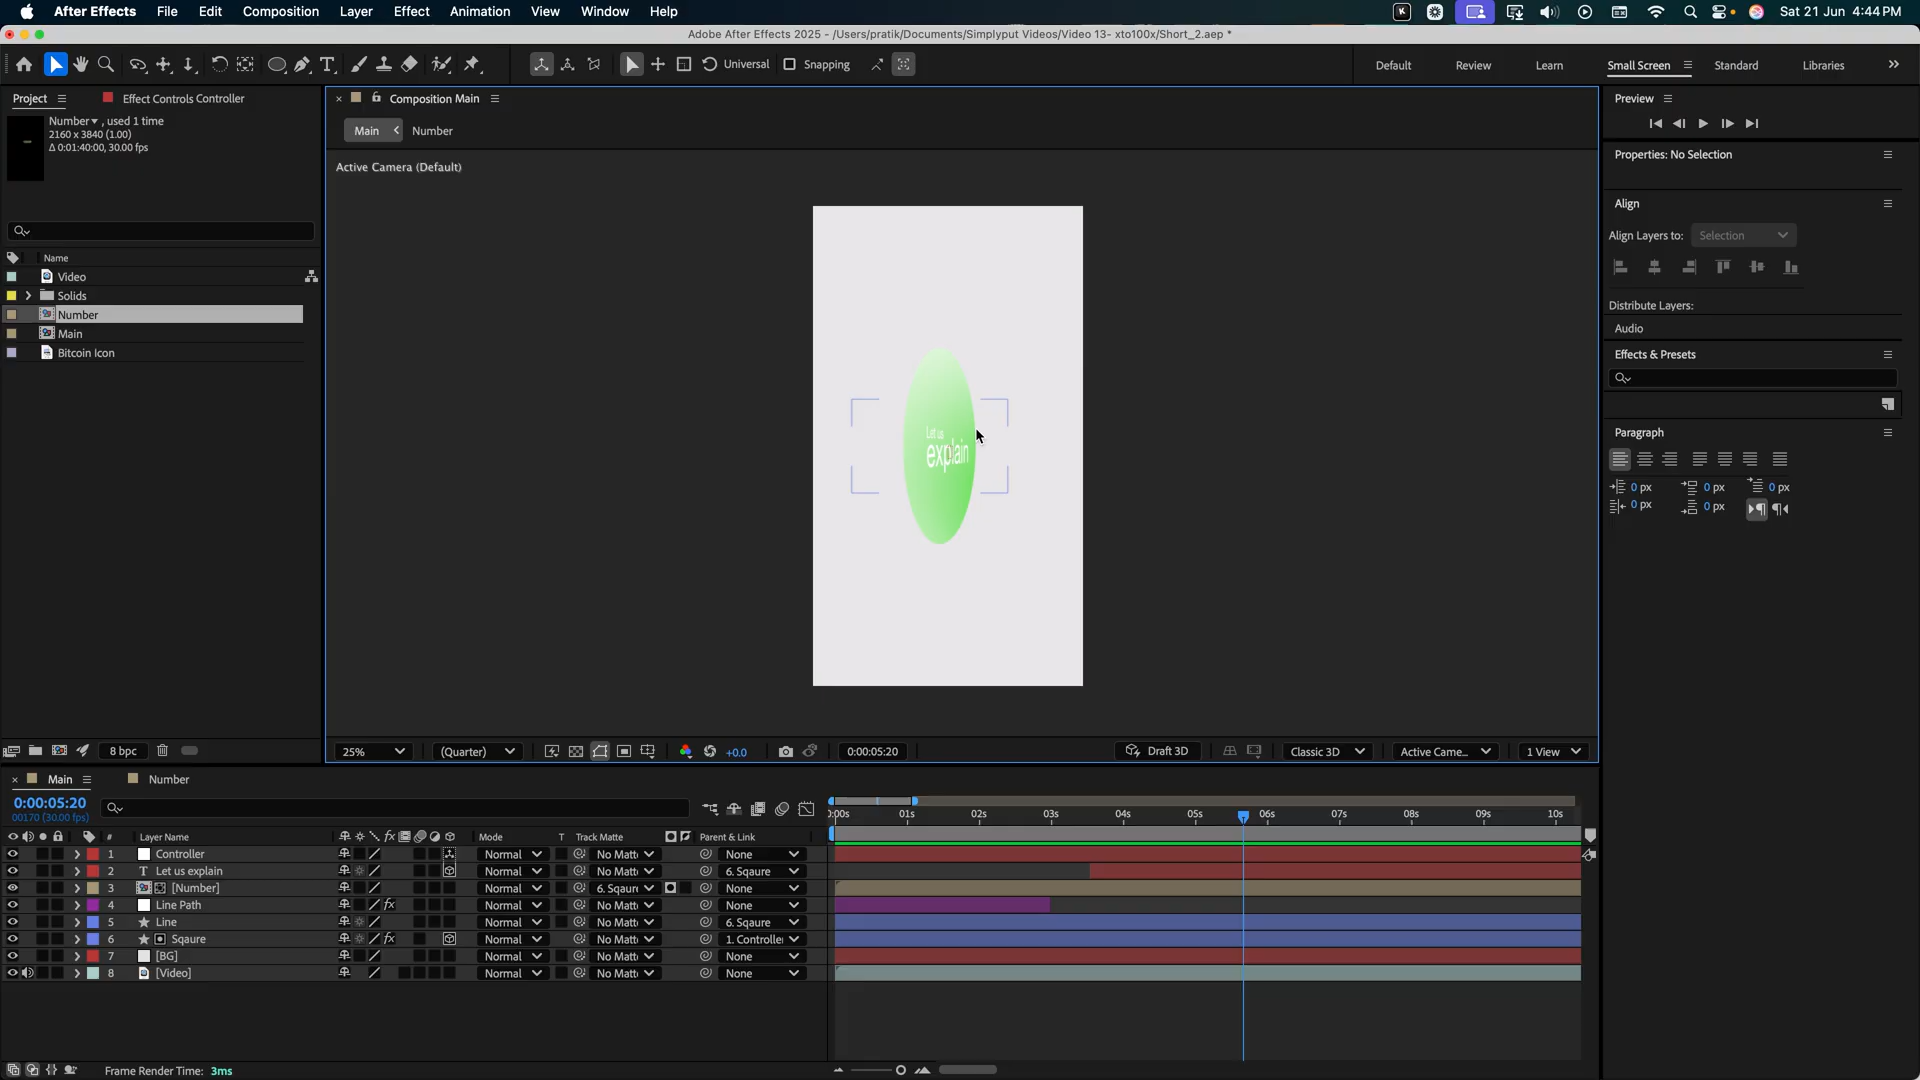 After Effects File Edit Composition Layer Effect Animation View Window Help Sat 21 Jun 4:44 PM
Adobe After Effects 2025 - /Users/pratik/Documents/Simplyput Videos/Video 13- xto100x/Short_2.aep *
Universal Snapping Default Review Learn Small Screen Standard Libraries
Project Effect Controls Controller
Number , used 1 time
2160 x 3840 (1.00)
Δ 0:01:40:00, 30.00 fps
Name
Video
Solids
Number
Main
Bitcoin Icon
8 bpc
Composition Main
Main Number
Active Camera (Default)
Let us
explain
25% (Quarter) +0.0 0:00:05:20 Draft 3D Classic 3D Active Came... 1 View
Preview
Properties: No Selection
Align
Align Layers to: Selection
Distribute Layers:
Audio
Effects & Presets
Paragraph
0 px 0 px 0 px
0 px 0 px
Main Number
0:00:05:20
00170 (30.00 fps)
# Layer Name Mode T Track Matte Parent & Link
:00s 01s 02s 03s 04s 05s 06s 07s 08s 09s 10s
1 Controller Normal No Matt None
2 T Let us explain Normal No Matt 6. Sqaure
3 [Number] Normal 6. Sqaur None
4 Line Path fx Normal No Matt None
5 Line Normal No Matt 6. Sqaure
6 Sqaure fx Normal No Matt 1. Controlle
7 [BG] Normal No Matt None
8 [Video] Normal No Matt None
Frame Render Time: 3ms